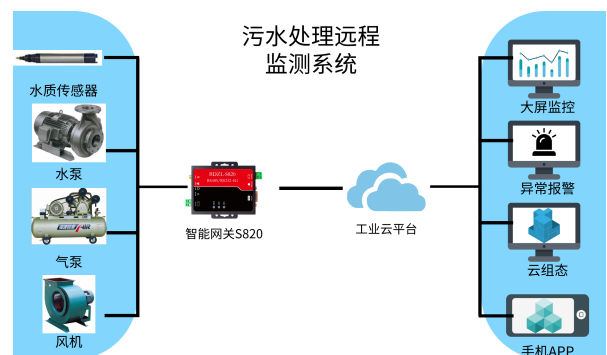 污水处理远程
监测系统
水质传感器
水泵
气泵
风机
智能网关S820
工业云平台
大屏监控
异常报警
云组态
手机APP